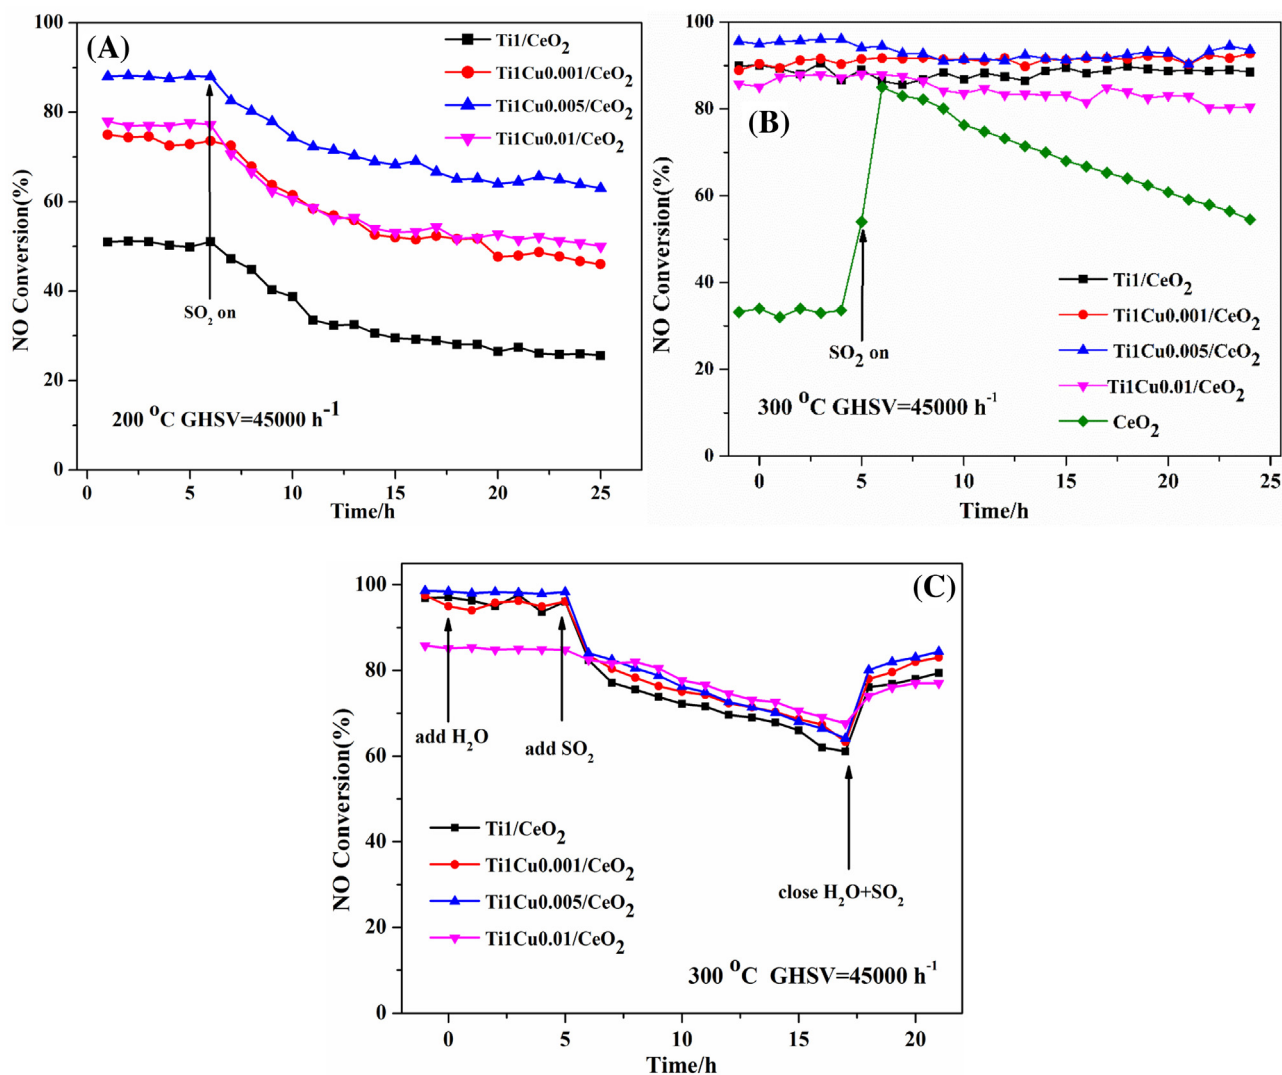 (A)
Ti1/CeO₂
Ti1Cu0.001/CeO₂
Ti1Cu0.005/CeO₂
Ti1Cu0.01/CeO₂
100
80
60
40
20
0
NO Conversion(%)
SO₂ on
200 °C GHSV=45000 h⁻¹
0 5 10 15 20 25
Time/h
(B)
100
80
60
40
20
0
NO Conversion(%)
SO₂ on
Ti1/CeO₂
Ti1Cu0.001/CeO₂
Ti1Cu0.005/CeO₂
Ti1Cu0.01/CeO₂
CeO₂
300 °C GHSV=45000 h⁻¹
0 5 10 15 20 25
Time/h
(C)
100
80
60
40
20
0
NO Conversion(%)
add H₂O
add SO₂
close H₂O+SO₂
Ti1/CeO₂
Ti1Cu0.001/CeO₂
Ti1Cu0.005/CeO₂
Ti1Cu0.01/CeO₂
300 °C GHSV=45000 h⁻¹
0 5 10 15 20
Time/h